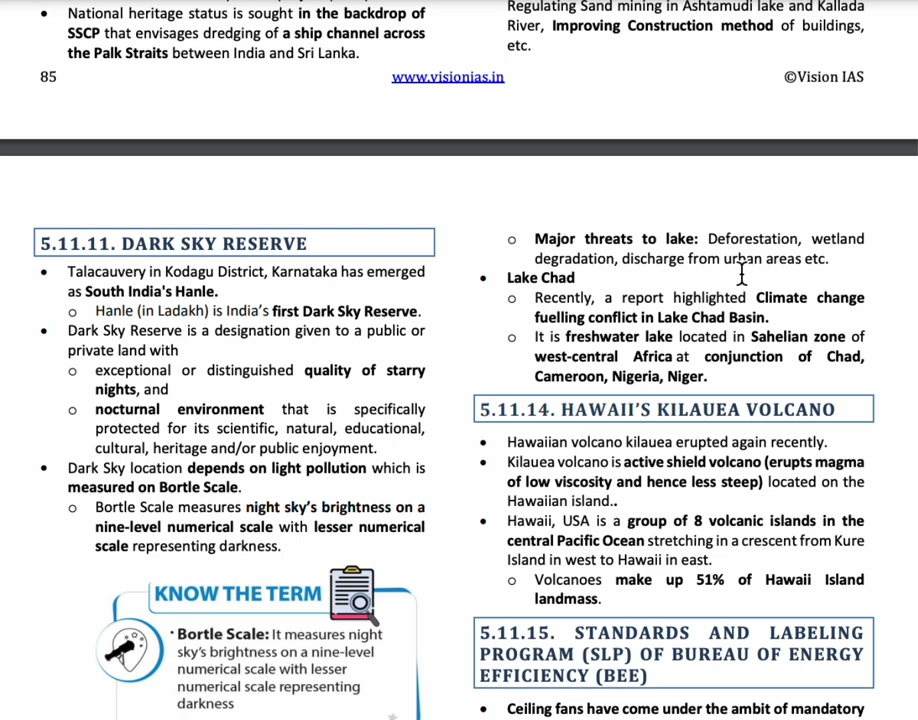 • National heritage status is sought in the backdrop of
SSCP that envisages dredging of a ship channel across
the Palk Straits between India and Sri Lanka.
Regulating Sand mining in Ashtamudi lake and Kallada
River, Improving Construction method of buildings,
etc.
85
www.visionias.in
©Vision IAS
5.11.11. DARK SKY RESERVE
• Talacauvery in Kodagu District, Karnataka has emerged
as South India's Hanle.
o Hanle (in Ladakh) is India's first Dark Sky Reserve.
• Dark Sky Reserve is a designation given to a public or
private land with
o exceptional or distinguished quality of starry
nights, and
o nocturnal environment that is specifically
protected for its scientific, natural, educational,
cultural, heritage and/or public enjoyment.
• Dark Sky location depends on light pollution which is
measured on Bortle Scale.
o Bortle Scale measures night sky's brightness on a
nine-level numerical scale with lesser numerical
scale representing darkness.
KNOW THE TERM
• Bortle Scale: It measures night
sky's brightness on a nine-level
numerical scale with lesser
numerical scale representing
darkness
o Major threats to lake: Deforestation, wetland
degradation, discharge from urban areas etc.
• Lake Chad
o Recently, a report highlighted Climate change
fuelling conflict in Lake Chad Basin.
o It is freshwater lake located in Sahelian zone of
west-central Africa at conjunction of Chad,
Cameroon, Nigeria, Niger.
5.11.14. HAWAII'S KILAUEA VOLCANO
• Hawaiian volcano kilauea erupted again recently.
• Kilauea volcano is active shield volcano (erupts magma
of low viscosity and hence less steep) located on the
Hawaiian island..
• Hawaii, USA is a group of 8 volcanic islands in the
central Pacific Ocean stretching in a crescent from Kure
Island in west to Hawaii in east.
o Volcanoes make up 51% of Hawaii Island
landmass.
5.11.15. STANDARDS AND LABELING
PROGRAM (SLP) OF BUREAU OF ENERGY
EFFICIENCY (BEE)
• Ceiling fans have come under the ambit of mandatory